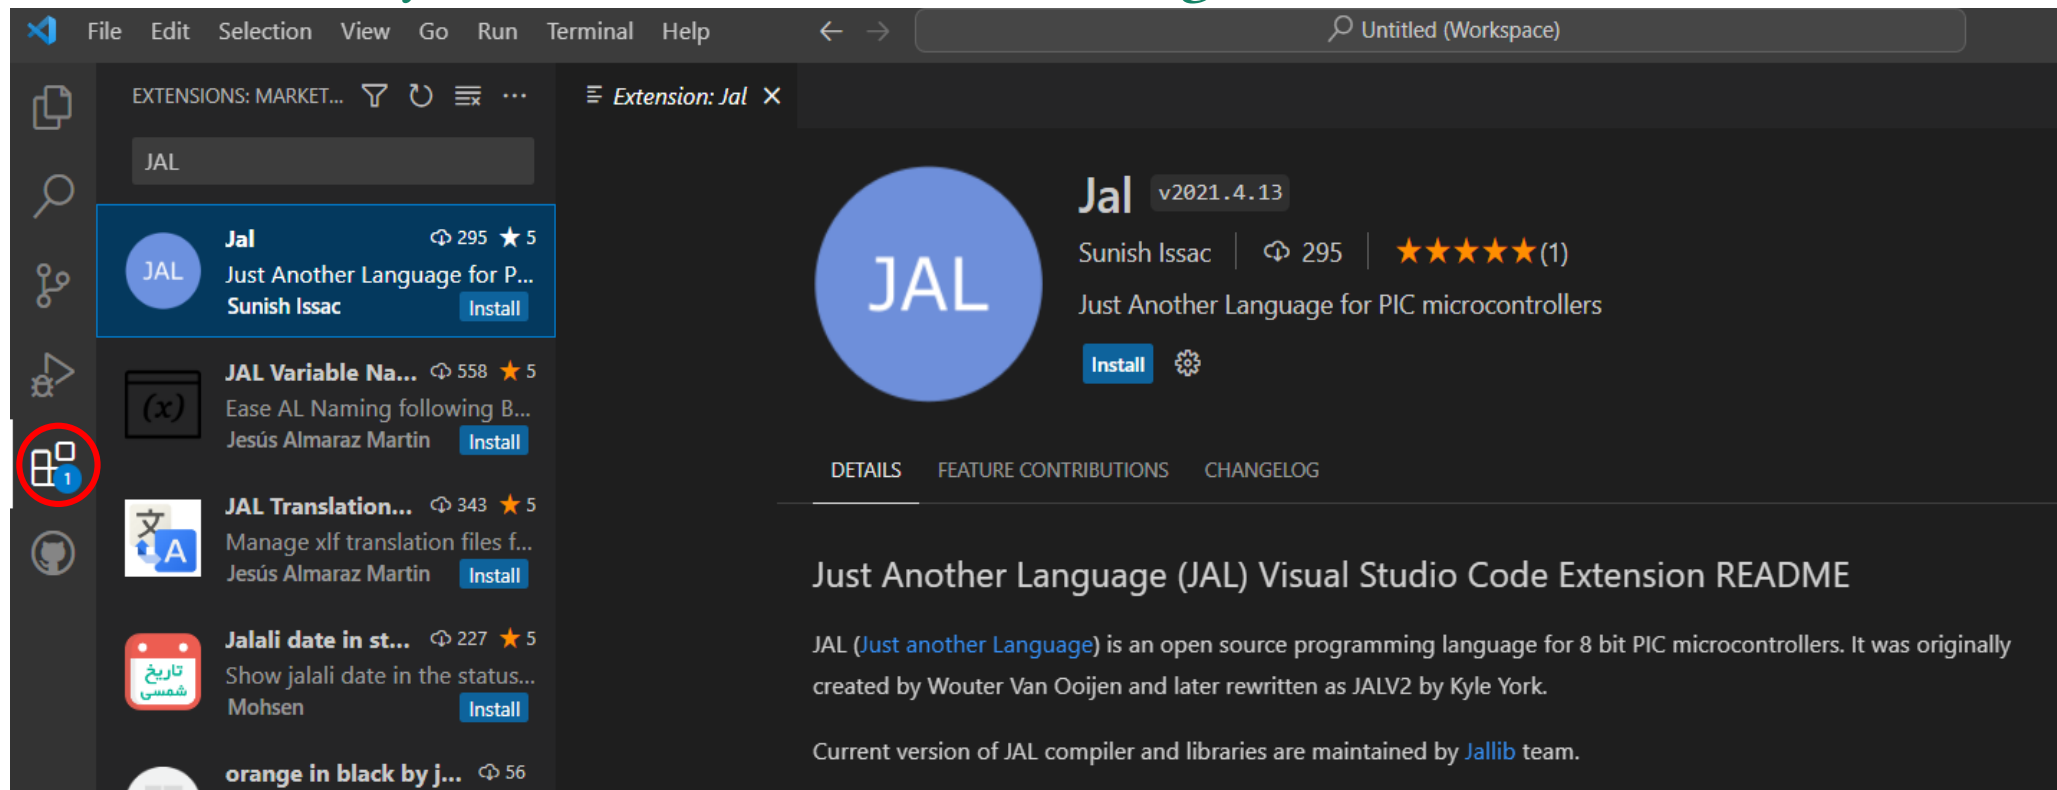 File Edit Selection View Go Run Terminal Help
Untitled (Workspace)
EXTENSIONS: MARKET...
Extension: Jal
JAL
JAL
Jal 295 5
Just Another Language for P...
Sunish Issac Install
(x)
JAL Variable Na... 558 5
Ease AL Naming following B...
Jesús Almaraz Martin Install
1
文 A
JAL Translation... 343 5
Manage xlf translation files f...
Jesús Almaraz Martin Install
تاریخ
شمسی
Jalali date in st... 227 5
Show jalali date in the status...
Mohsen Install
orange in black by j... 56
JAL
Jal v2021.4.13
Sunish Issac 295 ★★★★★(1)
Just Another Language for PIC microcontrollers
Install
DETAILS FEATURE CONTRIBUTIONS CHANGELOG
Just Another Language (JAL) Visual Studio Code Extension README
JAL (Just another Language) is an open source programming language for 8 bit PIC microcontrollers. It was originally
created by Wouter Van Ooijen and later rewritten as JALV2 by Kyle York.
Current version of JAL compiler and libraries are maintained by Jallib team.